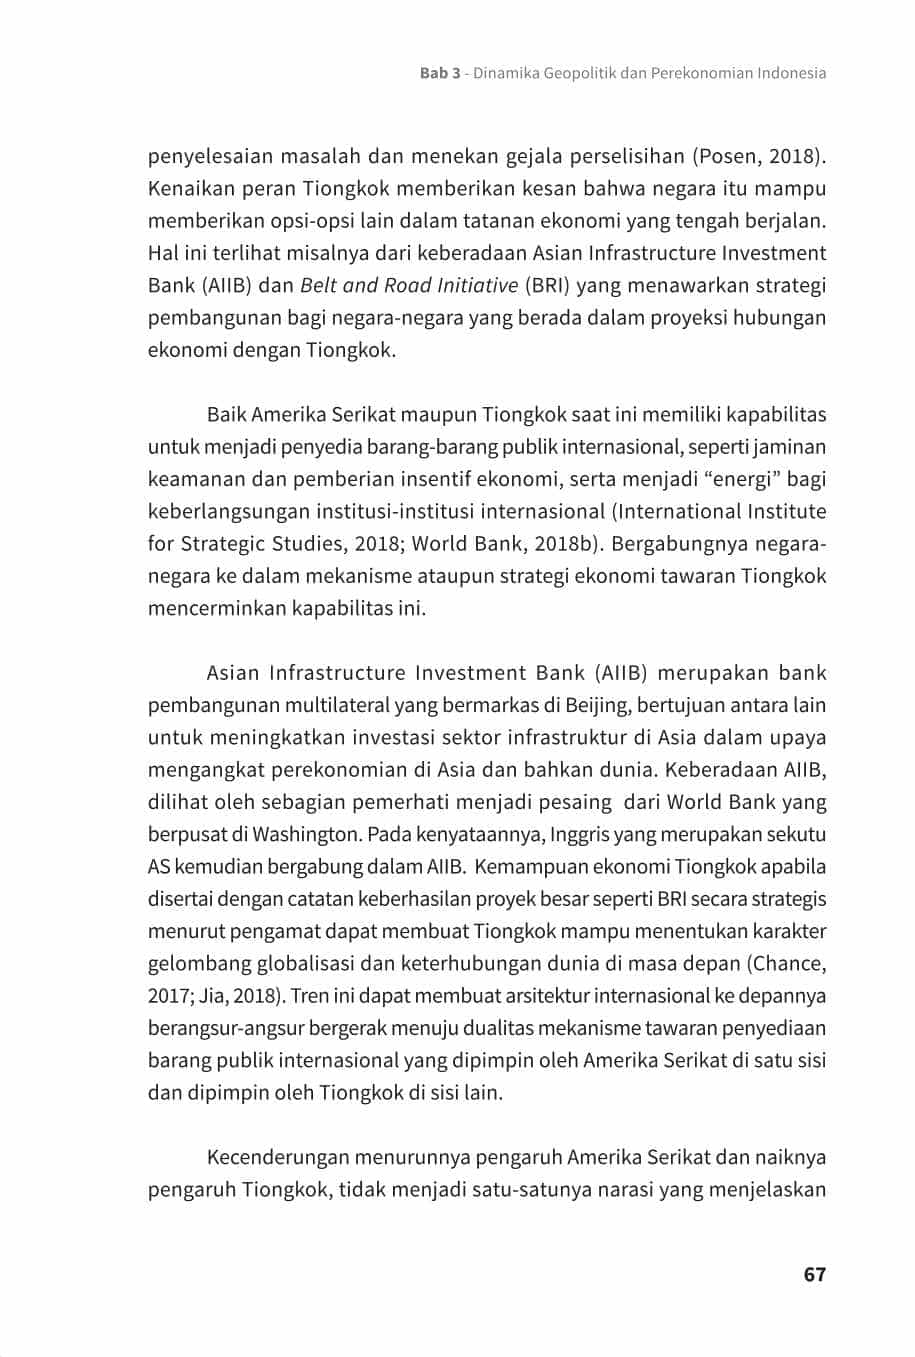 Bab 3 - Dinamika Geopolitik dan Perekonomian Indonesia
penyelesaian masalah dan menekan gejala perselisihan (Posen, 2018).
Kenaikan peran Tiongkok memberikan kesan bahwa negara itu mampu
memberikan opsi-opsi lain dalam tatanan ekonomi yang tengah berjalan.
Hal ini terlihat misalnya dari keberadaan Asian Infrastructure Investment
Bank (AIIB) dan Belt and Road Initiative (BRI) yang menawarkan strategi
pembangunan bagi negara-negara yang berada dalam proyeksi hubungan
ekonomi dengan Tiongkok.
Baik Amerika Serikat maupun Tiongkok saat ini memiliki kapabilitas
untuk menjadi penyedia barang-barang publik internasional, seperti jaminan
keamanan dan pemberian insentif ekonomi, serta menjadi “energi” bagi
keberlangsungan institusi-institusi internasional (International Institute
for Strategic Studies, 2018; World Bank, 2018b). Bergabungnya negara-
negara ke dalam mekanisme ataupun strategi ekonomi tawaran Tiongkok
mencerminkan kapabilitas ini.
Asian Infrastructure Investment Bank (AIIB) merupakan bank
pembangunan multilateral yang bermarkas di Beijing, bertujuan antara lain
untuk meningkatkan investasi sektor infrastruktur di Asia dalam upaya
mengangkat perekonomian di Asia dan bahkan dunia. Keberadaan AIIB,
dilihat oleh sebagian pemerhati menjadi pesaing  dari World Bank yang
berpusat di Washington. Pada kenyataannya, Inggris yang merupakan sekutu
AS kemudian bergabung dalam AIIB.  Kemampuan ekonomi Tiongkok apabila
disertai dengan catatan keberhasilan proyek besar seperti BRI secara strategis
menurut pengamat dapat membuat Tiongkok mampu menentukan karakter
gelombang globalisasi dan keterhubungan dunia di masa depan (Chance,
2017; Jia, 2018). Tren ini dapat membuat arsitektur internasional ke depannya
berangsur-angsur bergerak menuju dualitas mekanisme tawaran penyediaan
barang publik internasional yang dipimpin oleh Amerika Serikat di satu sisi
dan dipimpin oleh Tiongkok di sisi lain.
Kecenderungan menurunnya pengaruh Amerika Serikat dan naiknya
pengaruh Tiongkok, tidak menjadi satu-satunya narasi yang menjelaskan
67